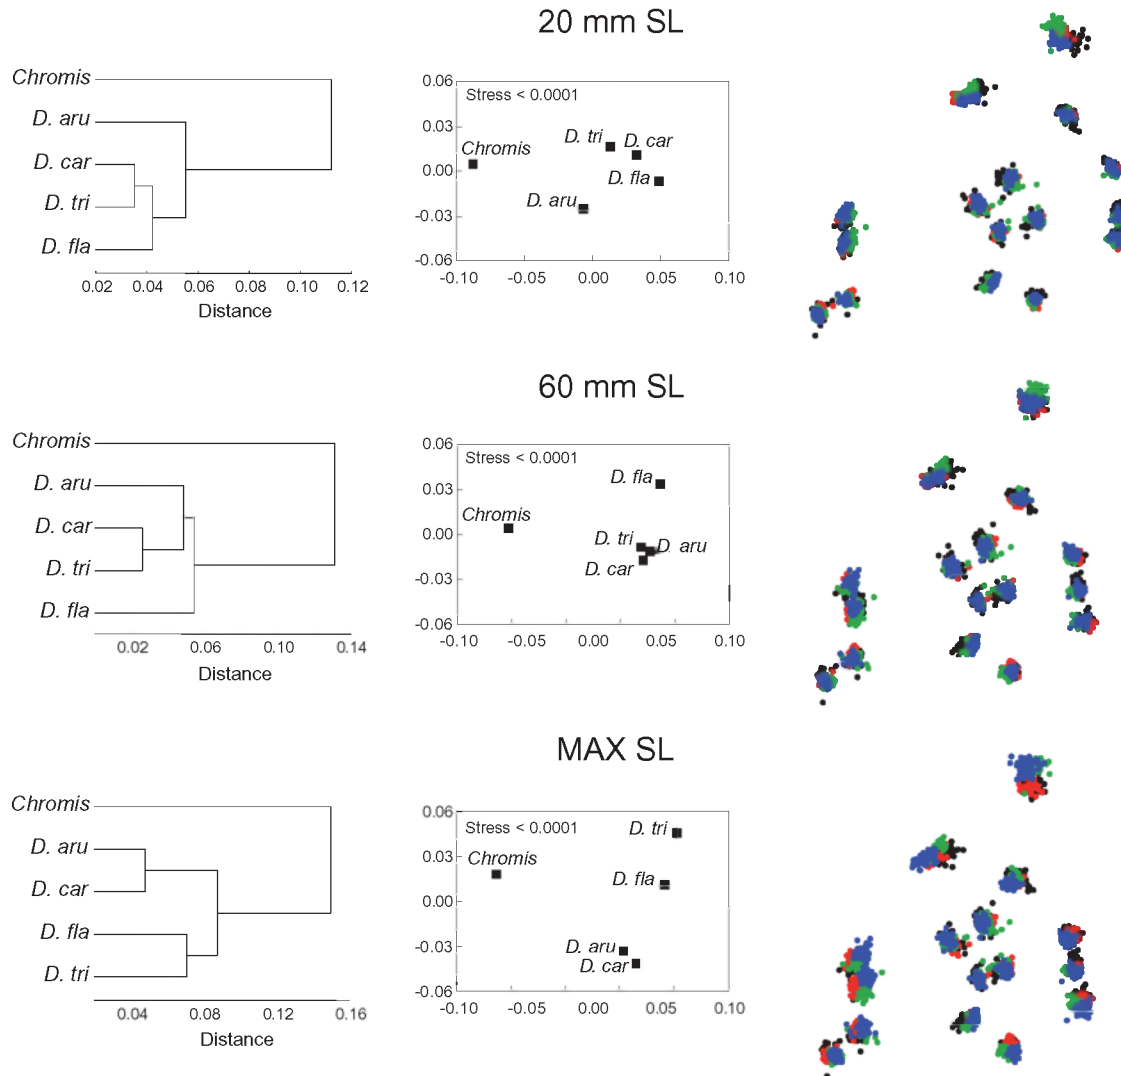 20 mm SL
Chromis
D. aru
D. car
D. tri
D. fla
0.02 0.04 0.06 0.08 0.10 0.12
Distance
0.06
0.03
0.00
-0.03
-0.06
Stress < 0.0001
Chromis
D. tri
D. car
D. fla
D. aru
-0.10 -0.05 0.00 0.05 0.10
60 mm SL
Chromis
D. aru
D. car
D. tri
D. fla
0.02 0.06 0.10 0.14
Distance
0.06
0.03
0.00
-0.03
-0.06
Stress < 0.0001
D. fla
Chromis
D. tri
D. aru
D. car
-0.10 -0.05 0.00 0.05 0.10
MAX SL
Chromis
D. aru
D. car
D. fla
D. tri
0.04 0.08 0.12 0.16
Distance
0.06
0.03
0.00
-0.03
-0.06
Stress < 0.0001
D. tri
Chromis
D. fla
D. aru
D. car
-0.10 -0.05 0.00 0.05 0.10